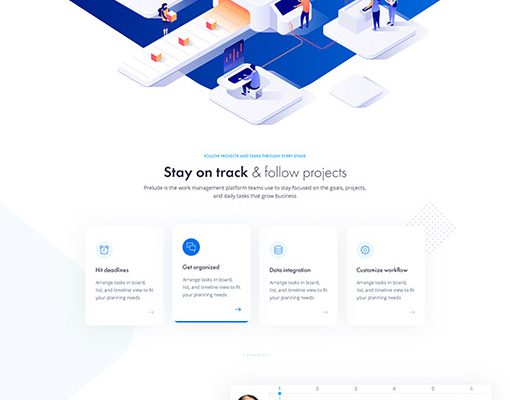 FOLLOW PROJECTS AND TASKS THROUGH EVERY STAGE
Stay on track & follow projects
Prelude is the work management platform teams use to stay focused on the goals, projects,
and daily tasks that grow business
Hit deadlines
Arrange tasks in board,
list, and timeline view to fit
your planning needs
Get organized
Arrange tasks in board,
list, and timeline view to fit
your planning needs
Data integration
Arrange tasks in board,
list, and timeline view to fit
your planning needs
Customize workflow
Arrange tasks in board,
list, and timeline view to fit
your planning needs
1 2 3 4 5 6